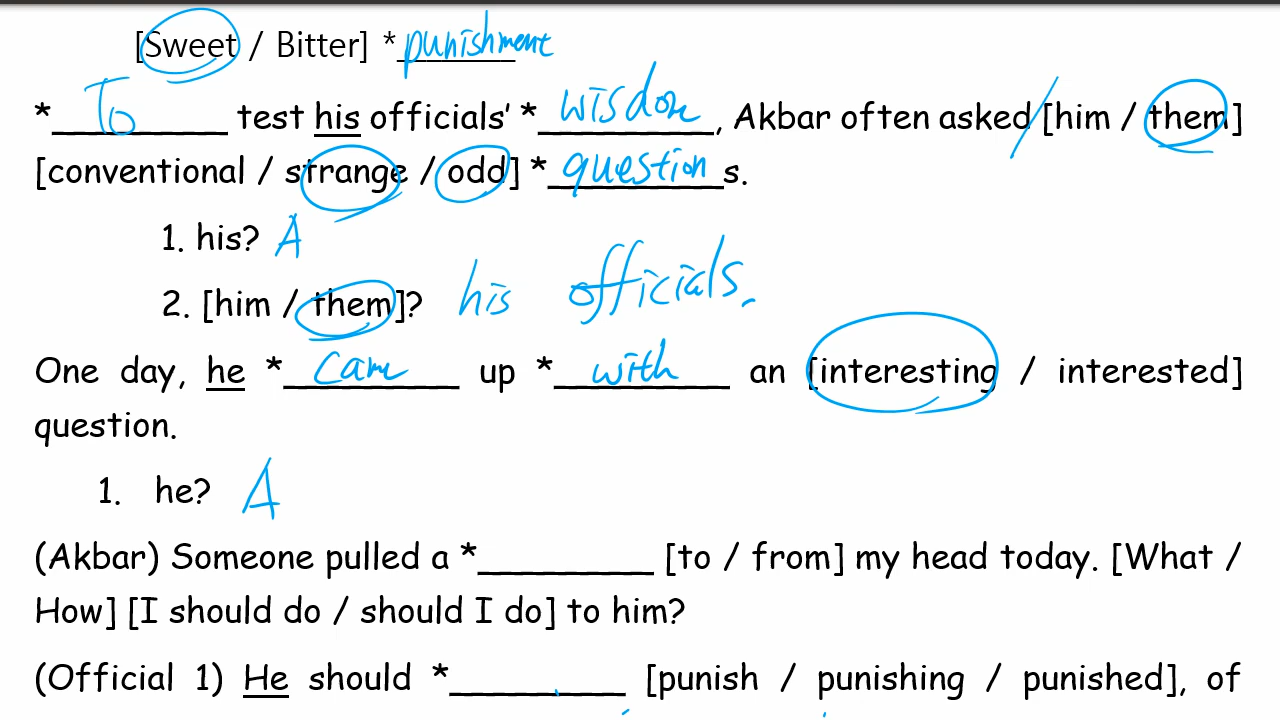 [Sweet / Bitter] *punishment
*To test his officials' *wisdom, Akbar often asked / [him / them]
[conventional / strange / odd] *questions.
1. his? A
2. [him / them]? his officials.
One day, he *came up *with an [interesting / interested]
question.
1. he? A
(Akbar) Someone pulled a *________ [to / from] my head today. [What /
How] [I should do / should I do] to him?
(Official 1) He should *________ [punish / punishing / punished], of